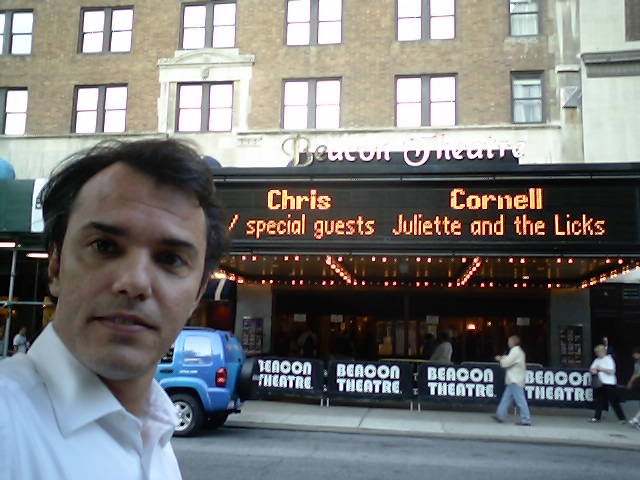 Beacon Theatre
Chris Cornell
/ special guests Juliette and the Licks
BEACON THEATRE
BEACON THEATRE
BEACON THEATRE
BEACON THEATRE